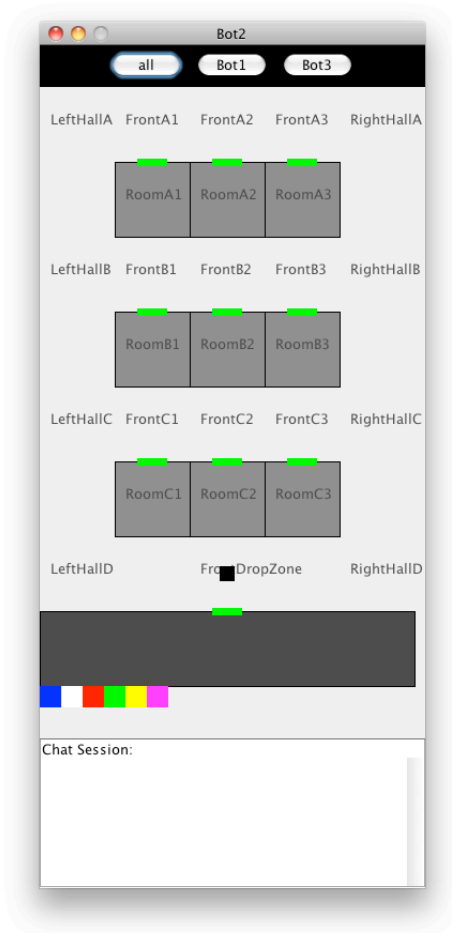 Bot2
all Bot1 Bot3
LeftHallA FrontA1 FrontA2 FrontA3 RightHallA
RoomA1 RoomA2 RoomA3
LeftHallB FrontB1 FrontB2 FrontB3 RightHallB
RoomB1 RoomB2 RoomB3
LeftHallC FrontC1 FrontC2 FrontC3 RightHallC
RoomC1 RoomC2 RoomC3
LeftHallD FrontDropZone RightHallD
Chat Session: